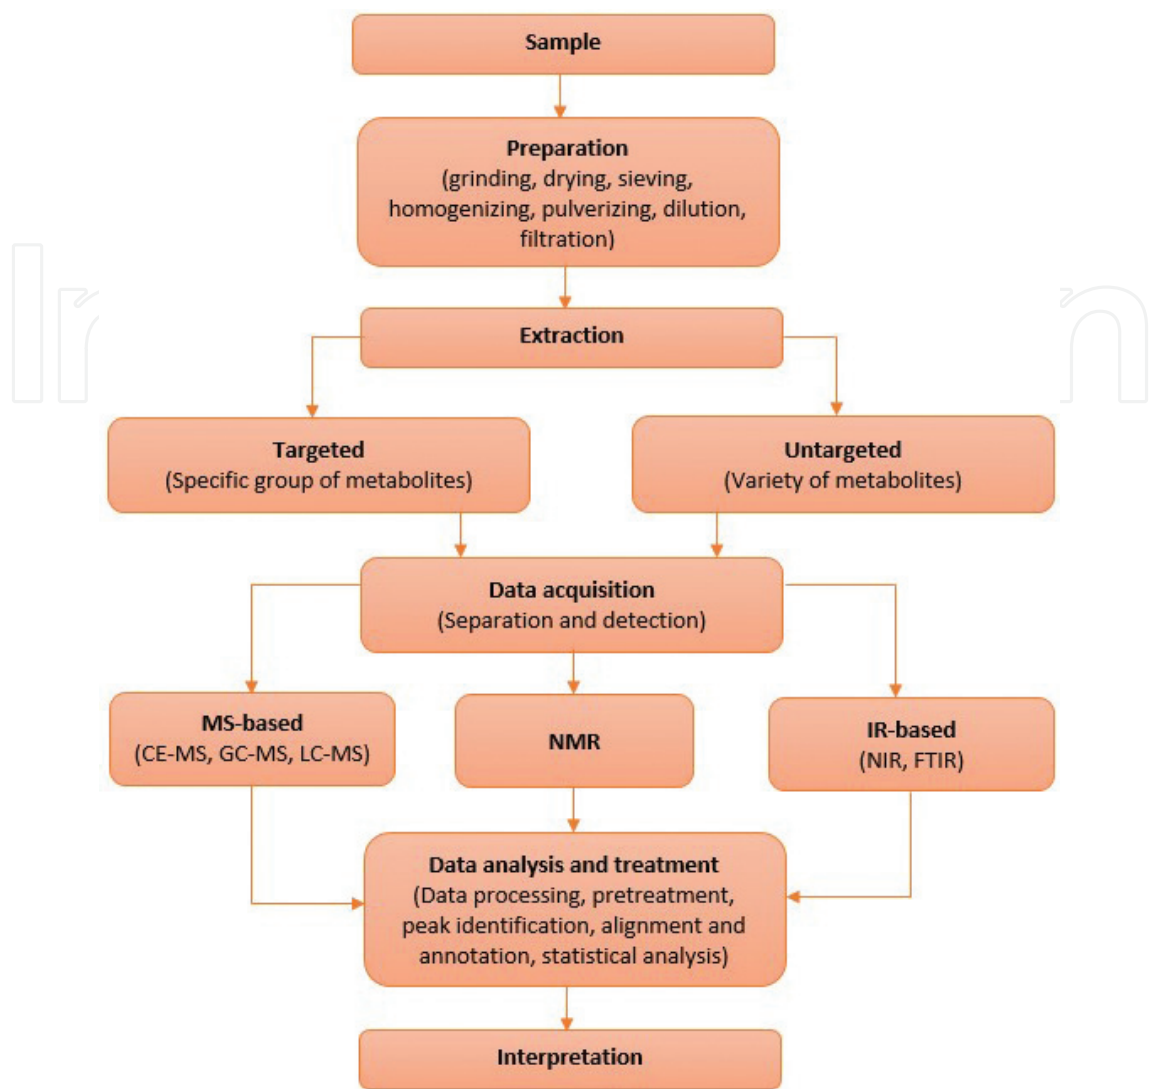 Sample
Preparation
(grinding, drying, sieving,
homogenizing, pulverizing, dilution,
filtration)
Extraction
Targeted
(Specific group of metabolites)
Untargeted
(Variety of metabolites)
Data acquisition
(Separation and detection)
MS-based
(CE-MS, GC-MS, LC-MS)
NMR
IR-based
(NIR, FTIR)
Data analysis and treatment
(Data processing, pretreatment,
peak identification, alignment and
annotation, statistical analysis)
Interpretation